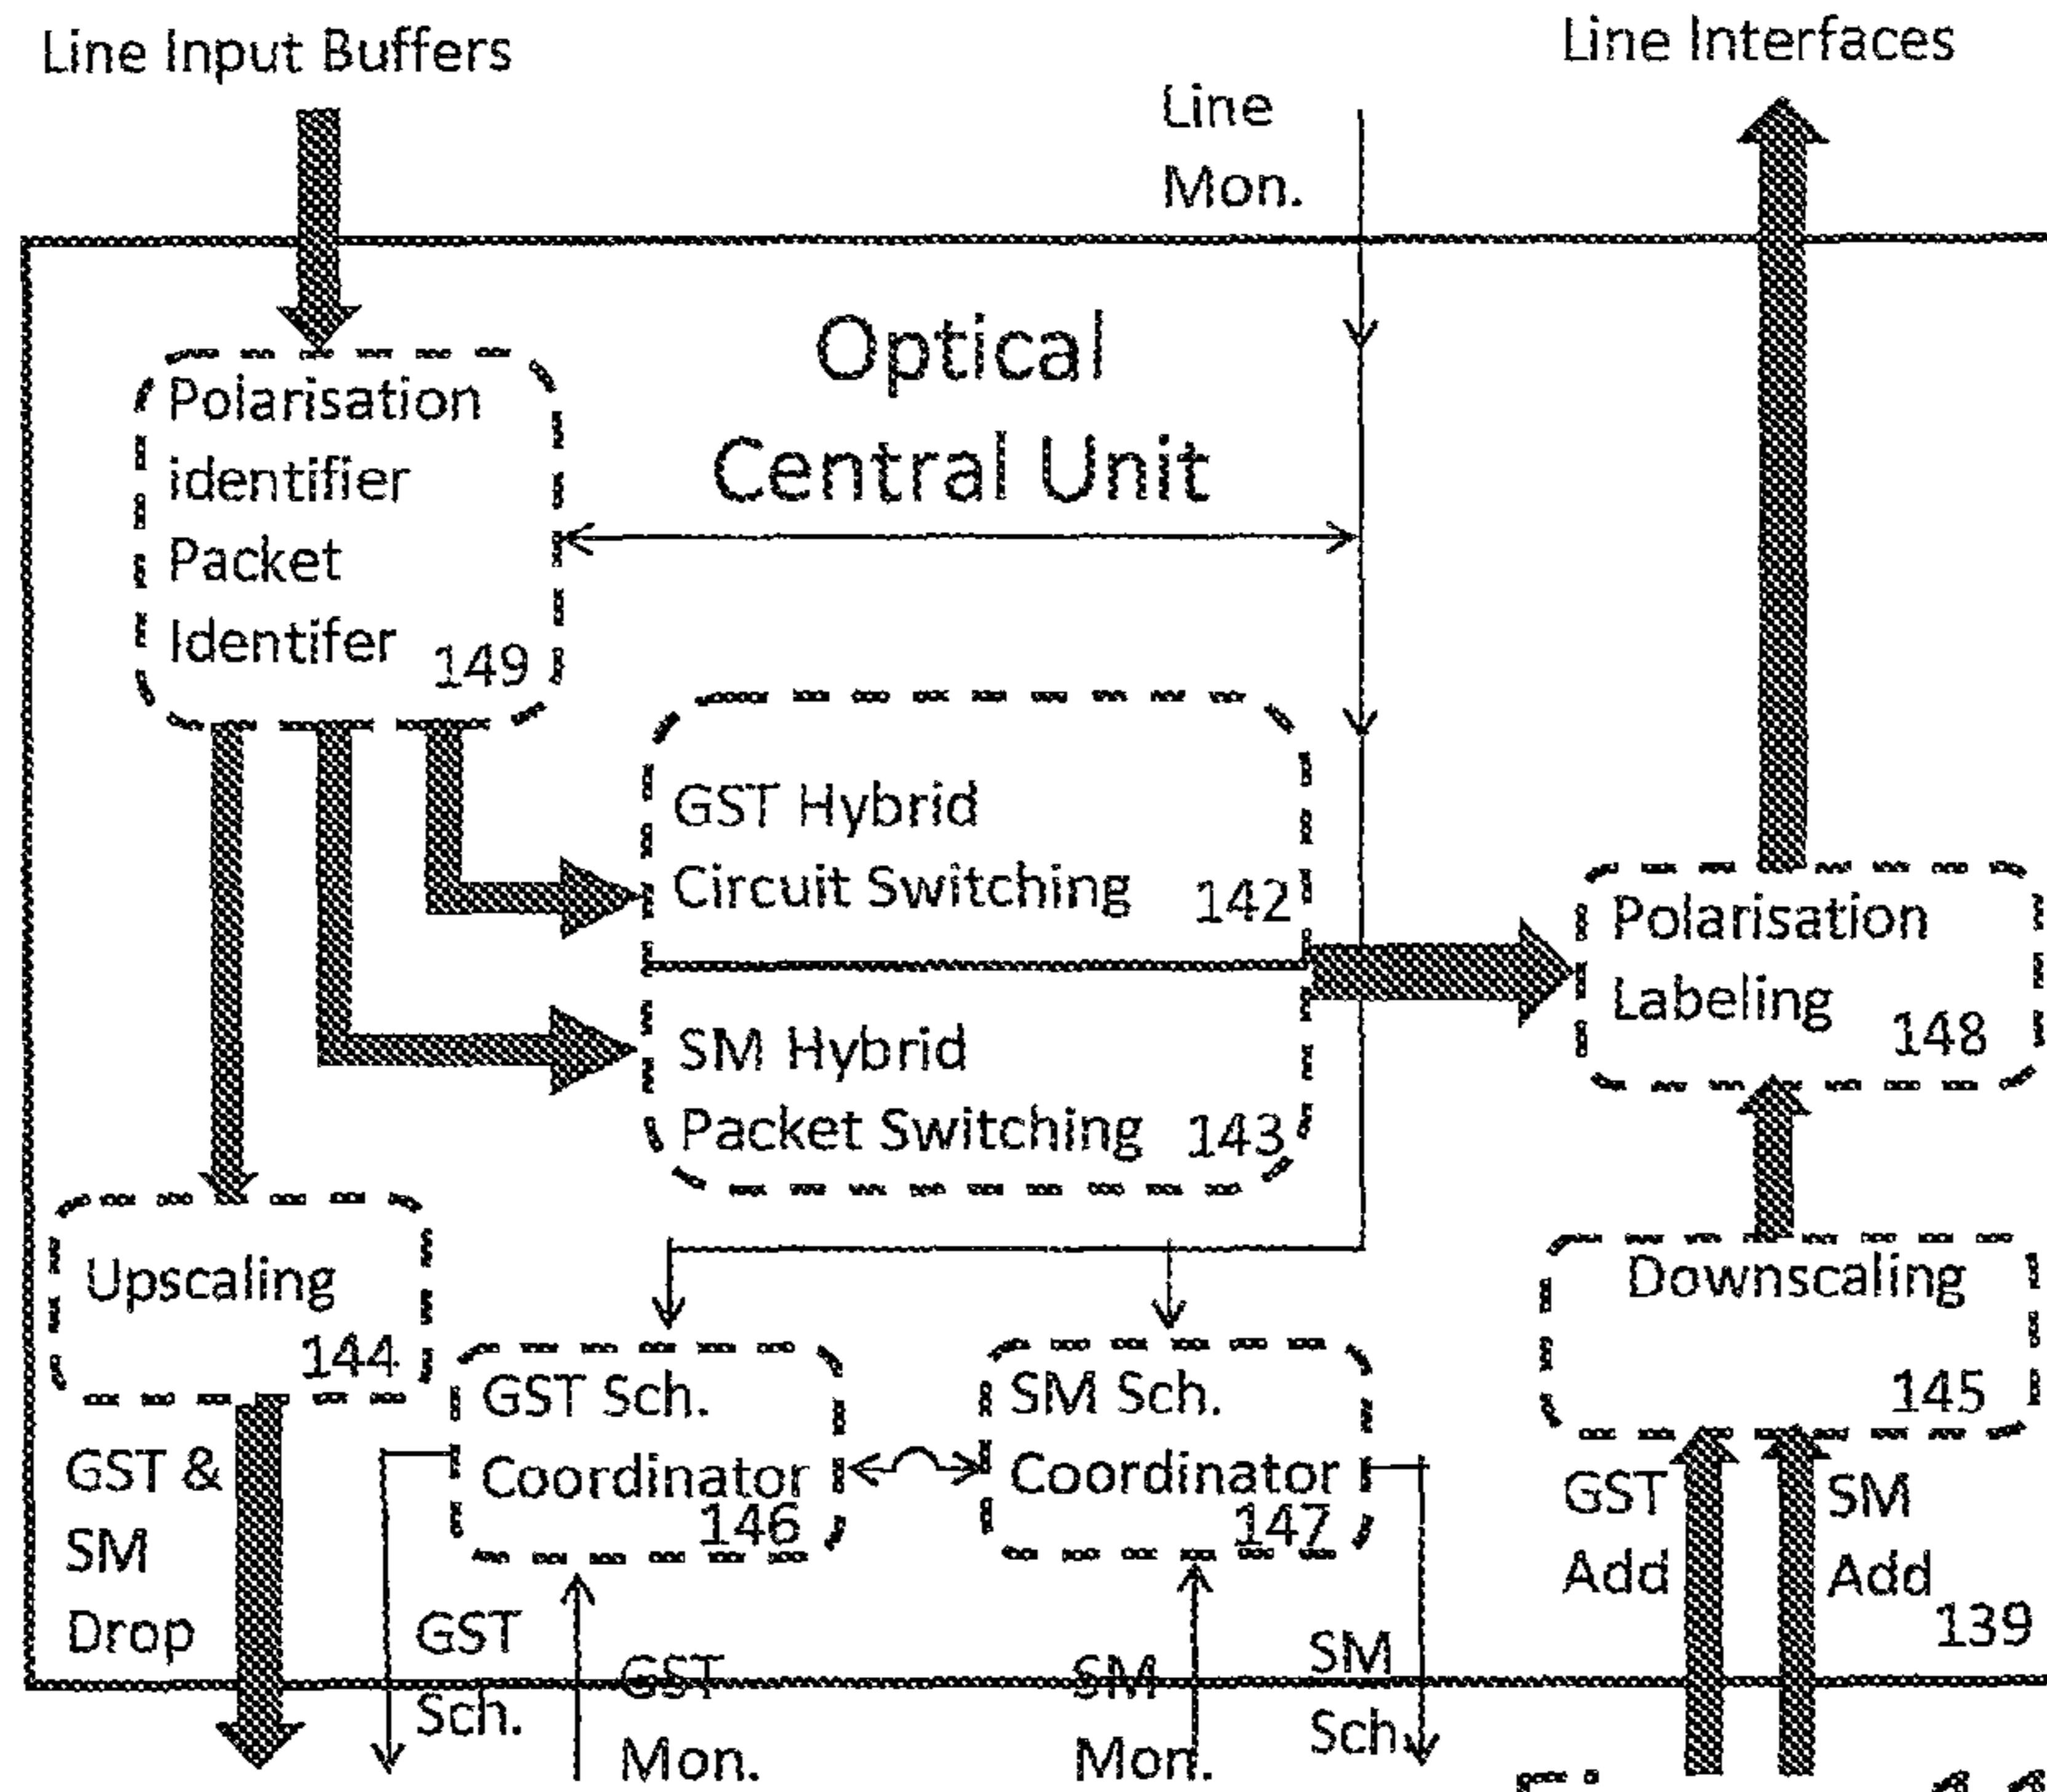 Line Input Buffers
Line Interfaces
Line
Mon.
Optical
Central Unit
Polarisation
identifier
Packet
Identifer
149
GST Hybrid
Circuit Switching
142
SM Hybrid
Packet Switching
143
Polarisation
Labeling
148
Upscaling
144
Downscaling
145
GST Sch.
Coordinator
146
SM Sch.
Coordinator
147
GST &
SM
Drop
GST
Sch.
GST
Mon.
SM
Mon.
SM
Sch.
GST
Add
SM
Add
139